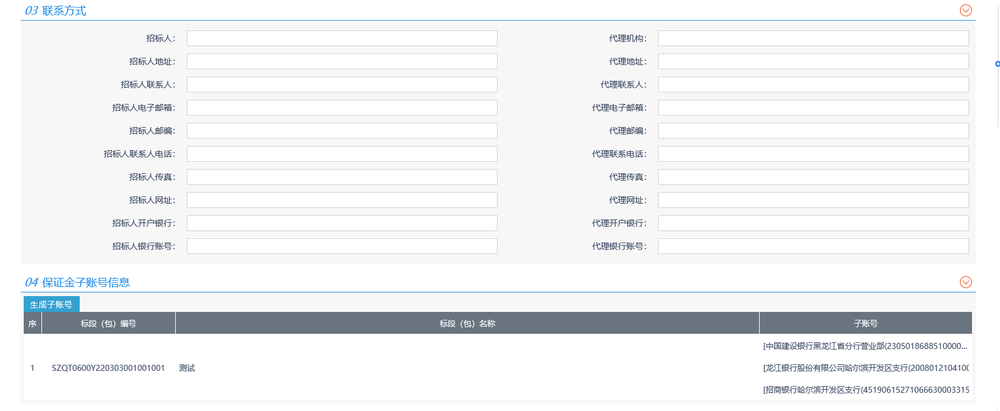 03 联系方式
招标人： 代理机构：
招标人地址： 代理地址：
招标人联系人： 代理联系人：
招标人电子邮箱： 代理电子邮箱：
招标人邮编： 代理邮编：
招标人联系人电话： 代理联系电话：
招标人传真： 代理传真：
招标人网址： 代理网址：
招标人开户银行： 代理开户银行：
招标人银行账号： 代理银行账号：
04 保证金子账号信息
生成子账号
序 标段（包）编号 标段（包）名称 子账号
[中国建设银行黑龙江省分行营业部(2305018688510000...
1 SZQT0600Y220303001001001 测试 [龙江银行股份有限公司哈尔滨开发区支行(2008012104100
[招商银行哈尔滨开发区支行(45190615271066630003315